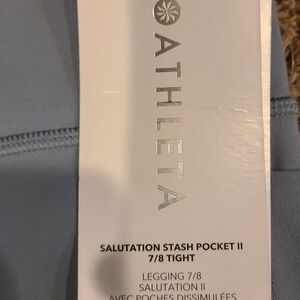 ATHLETA
SALUTATION STASH POCKET II
7/8 TIGHT
LEGGING 7/8
SALUTATION II
AVEC POCHES DISSIMULÉES